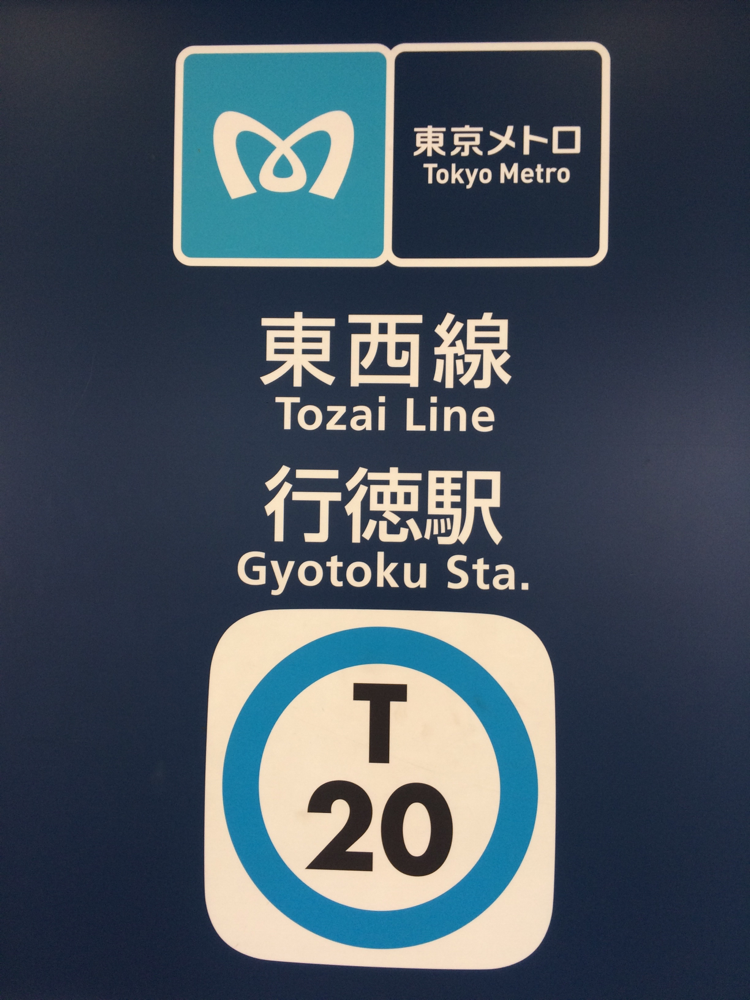 東京メトロ
Tokyo Metro
東西線
Tozai Line
行徳駅
Gyotoku Sta.
T
20